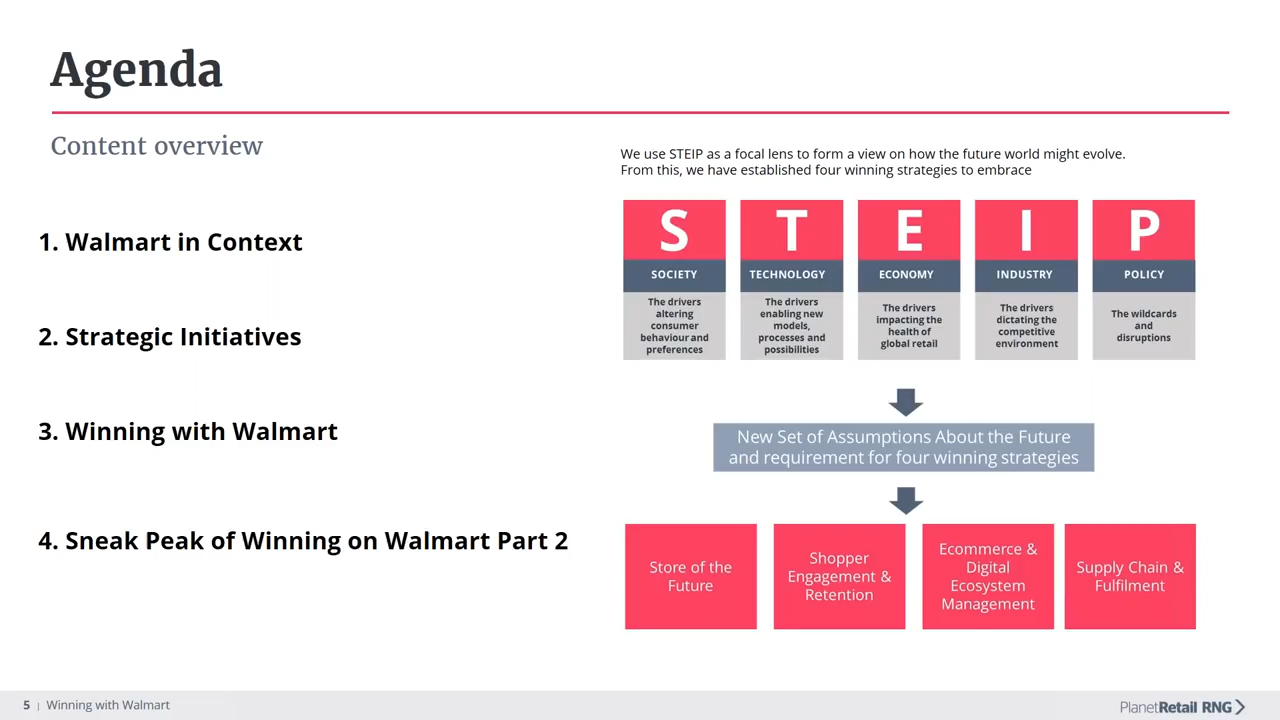 Agenda
Content overview
1. Walmart in Context
2. Strategic Initiatives
3. Winning with Walmart
4. Sneak Peak of Winning on Walmart Part 2
We use STEIP as a focal lens to form a view on how the future world might evolve.
From this, we have established four winning strategies to embrace
S
SOCIETY
The drivers
altering
consumer
behaviour and
preferences
T
TECHNOLOGY
The drivers
enabling new
models,
processes and
possibilities
E
ECONOMY
The drivers
impacting the
health of
global retail
I
INDUSTRY
The drivers
dictating the
competitive
environment
P
POLICY
The wildcards
and
disruptions
New Set of Assumptions About the Future
and requirement for four winning strategies
Store of the
Future
Shopper
Engagement &
Retention
Ecommerce &
Digital
Ecosystem
Management
Supply Chain &
Fulfilment
5 | Winning with Walmart
PlanetRetail RNG